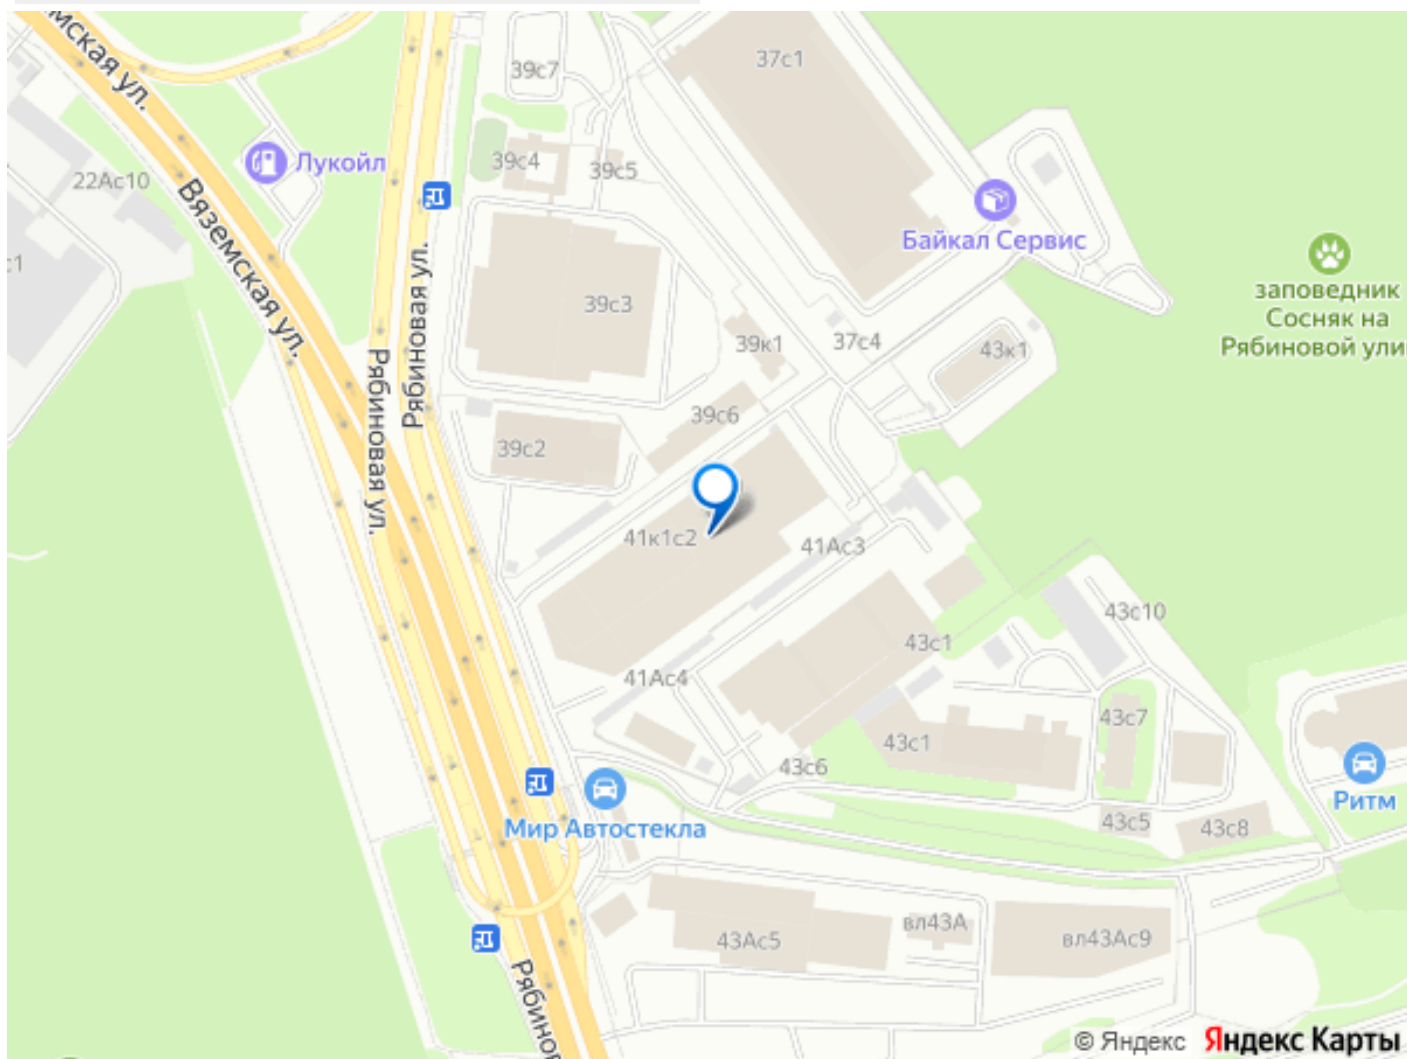 мская ул.
37с1
39с7
Лукойл
39с4
39с5
22Ас10
Вяземская ул.
Рябиновая ул.
Байкал Сервис
с1
заповедник
Сосняк на
Рябиновой ули
39с3
39к1
37с4
43к1
Рябиновая ул.
39с6
39с2
41к1с2
41Ас3
43с10
43с1
41Ас4
43с7
43с1
43с6
Ритм
Мир Автостекла
43с5
43с8
вл43А
43Ас5
вл43Ас9
Рябинов
© Яндекс Яндекс Карты